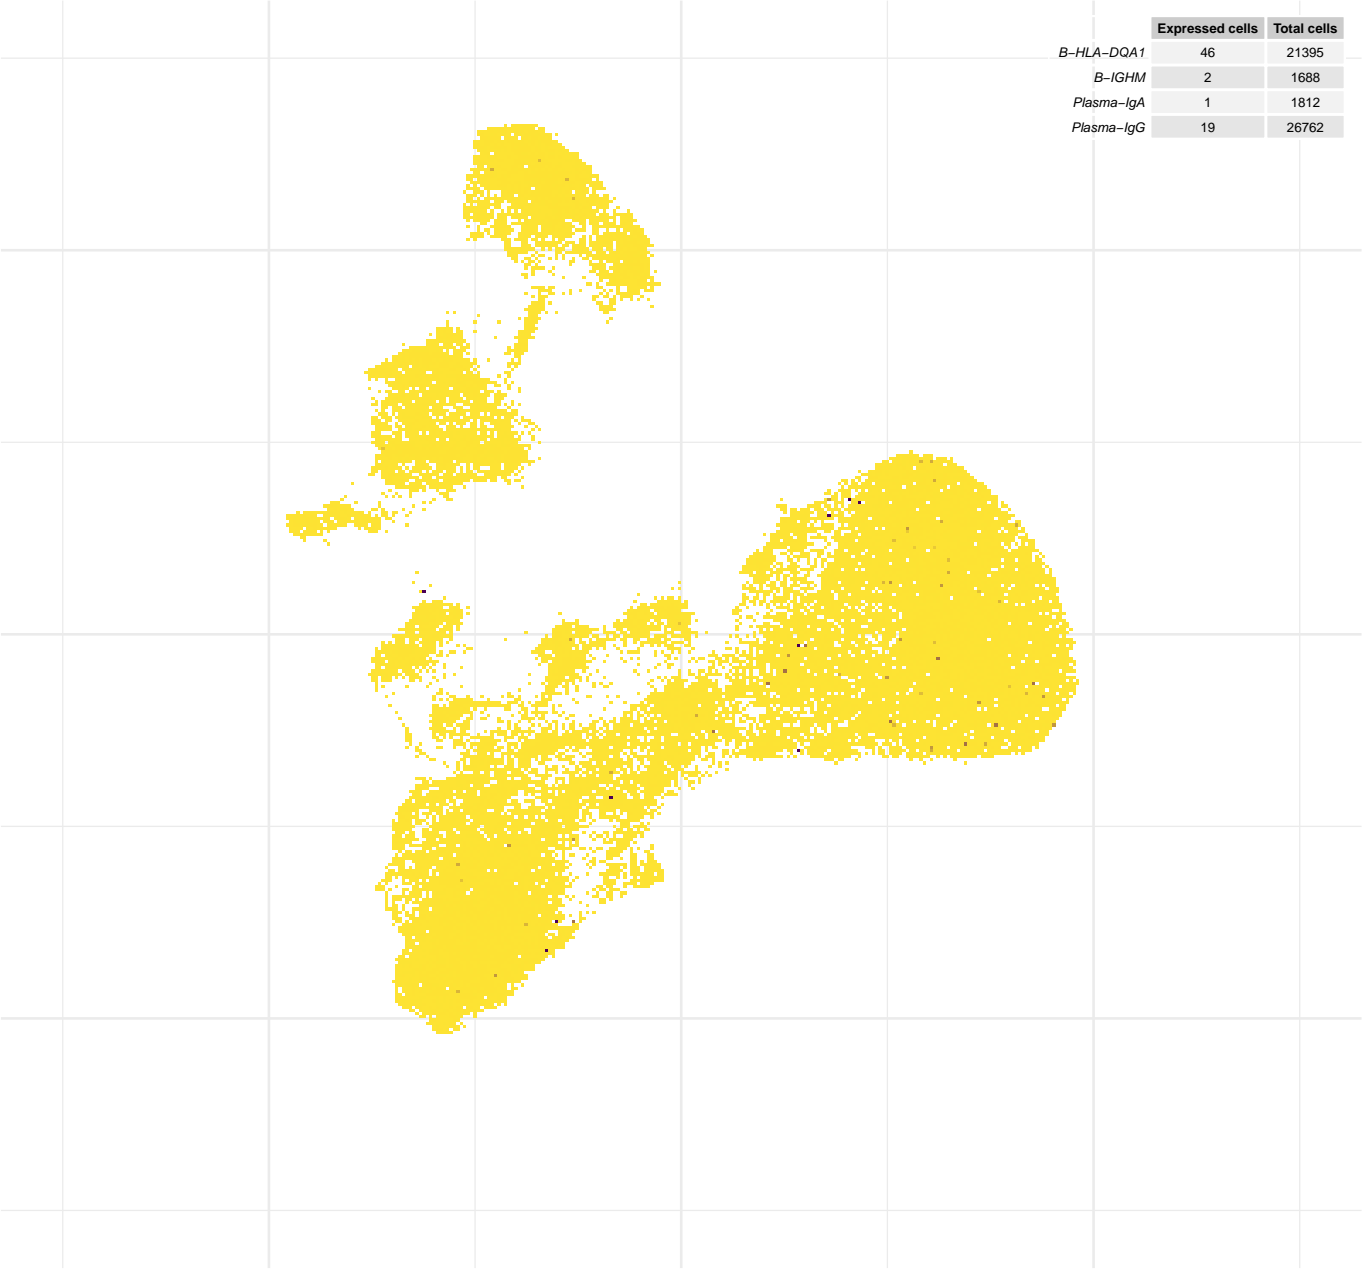 Expressed cells Total cells
B−HLA−DQA1 46 21395
B−IGHM 2 1688
Plasma−IgA 1 1812
Plasma−IgG 19 26762